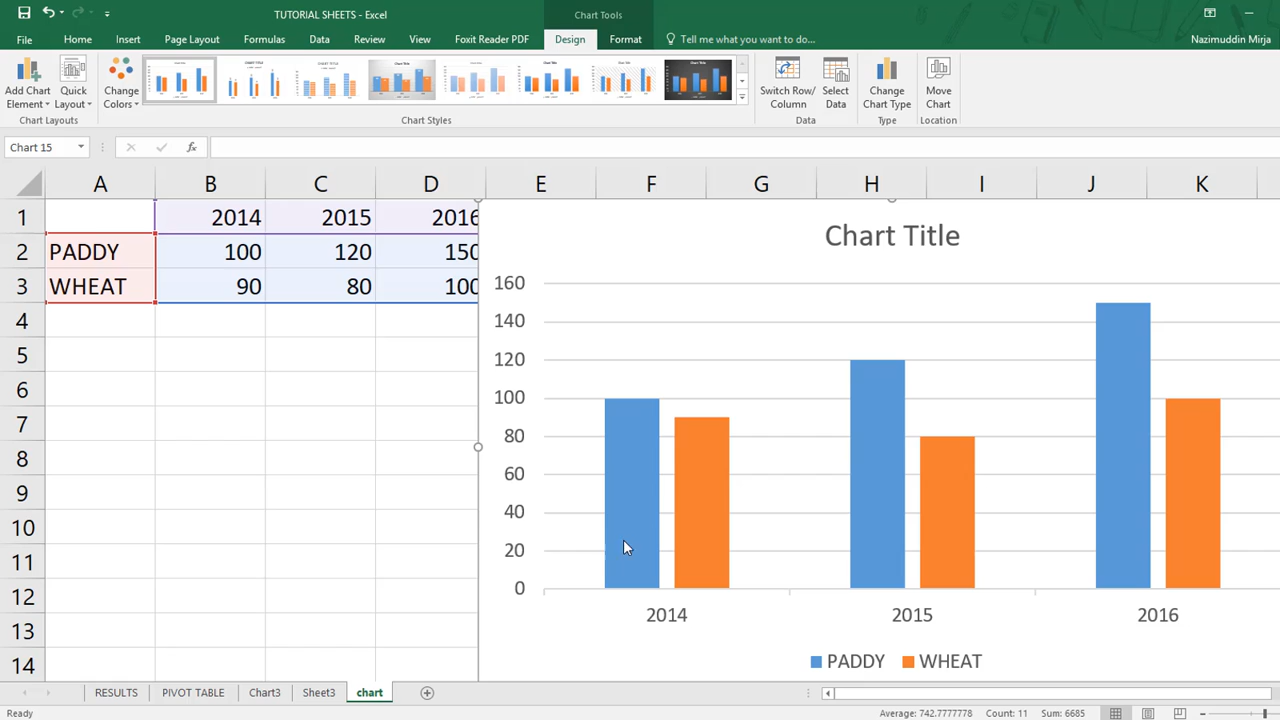 TUTORIAL SHEETS - Excel
Chart Tools
File Home Insert Page Layout Formulas Data Review View Foxit Reader PDF Design Format Tell me what you want to do... Nazimuddin Mirja
Add Chart Element Quick Layout Change Colors Switch Row/Column Select Data Change Chart Type Move Chart
Chart Layouts Chart Styles Data Type Location
Chart 15 fx
A B C D E F G H I J K
1 2014 2015 2016
2 PADDY 100 120 150
3 WHEAT 90 80 100
4
5
6
7
8
9
10
11
12
13
14
Chart Title
160
140
120
100
80
60
40
20
0
2014 2015 2016
PADDY WHEAT
RESULTS PIVOT TABLE Chart3 Sheet3 chart
Ready Average: 742.7777778 Count: 11 Sum: 6685